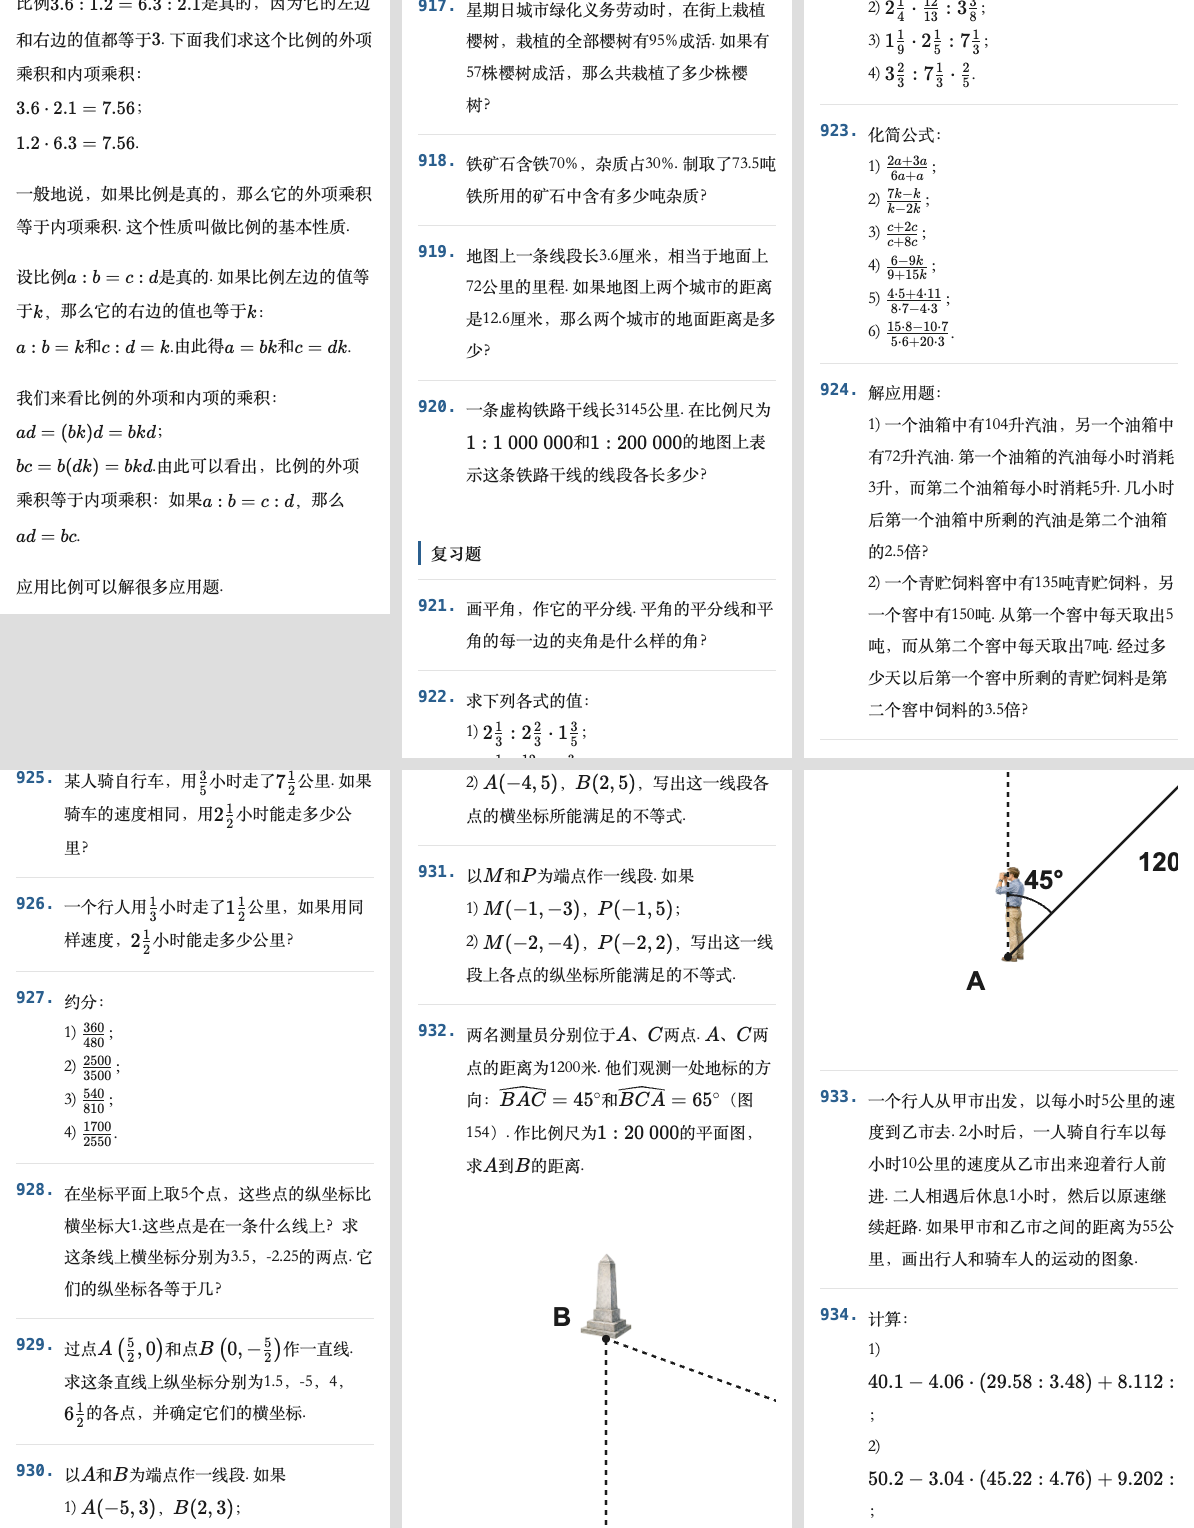 比例3.6 : 1.2 = 6.3 : 2.1是真的，因为它的左边
和右边的值都等于3. 下面我们求这个比例的外项
乘积和内项乘积：
3.6 · 2.1 = 7.56；
1.2 · 6.3 = 7.56.
一般地说，如果比例是真的，那么它的外项乘积
等于内项乘积. 这个性质叫做比例的基本性质.
设比例a : b = c : d是真的. 如果比例左边的值等
于k，那么它的右边的值也等于k：
a : b = k和c : d = k.由此得a = bk和c = dk.
我们来看比例的外项和内项的乘积：
ad = (bk)d = bkd；
bc = b(dk) = bkd.由此可以看出，比例的外项
乘积等于内项乘积：如果a : b = c : d，那么
ad = bc.
应用比例可以解很多应用题.
917. 星期日城市绿化义务劳动时，在街上栽植
樱树，栽植的全部樱树有95%成活. 如果有
57株樱树成活，那么共栽植了多少株樱
树？
918. 铁矿石含铁70%，杂质占30%. 制取了73.5吨
铁所用的矿石中含有多少吨杂质？
919. 地图上一条线段长3.6厘米，相当于地面上
72公里的里程. 如果地图上两个城市的距离
是12.6厘米，那么两个城市的地面距离是多
少？
920. 一条虚构铁路干线长3145公里. 在比例尺为
1 : 1 000 000和1 : 200 000的地图上表
示这条铁路干线的线段各长多少？
复习题
921. 画平角，作它的平分线. 平角的平分线和平
角的每一边的夹角是什么样的角？
922. 求下列各式的值：
1) 2 1/3 : 2 2/3 · 1 3/5；
2) 2 1/4 · 12/13 : 3 3/8；
3) 1 1/9 · 2 1/5 : 7 1/3；
4) 3 2/3 : 7 1/3 · 2/5.
923. 化简公式：
1) (2a+3a)/(6a+a)；
2) (7k−k)/(k−2k)；
3) (c+2c)/(c+8c)；
4) (6−9k)/(9+15k)；
5) (4·5+4·11)/(8·7−4·3)；
6) (15·8−10·7)/(5·6+20·3).
924. 解应用题：
1) 一个油箱中有104升汽油，另一个油箱中
有72升汽油. 第一个油箱的汽油每小时消耗
3升，而第二个油箱每小时消耗5升. 几小时
后第一个油箱中所剩的汽油是第二个油箱
的2.5倍？
2) 一个青贮饲料窖中有135吨青贮饲料，另
一个窖中有150吨. 从第一个窖中每天取出5
吨，而从第二个窖中每天取出7吨. 经过多
少天以后第一个窖中所剩的青贮饲料是第
二个窖中饲料的3.5倍？
925. 某人骑自行车，用3/5小时走了7 1/2公里. 如果
骑车的速度相同，用2 1/2小时能走多少公
里？
926. 一个行人用1/3小时走了1 1/2公里，如果用同
样速度，2 1/2小时能走多少公里？
927. 约分：
1) 360/480；
2) 2500/3500；
3) 540/810；
4) 1700/2550.
928. 在坐标平面上取5个点，这些点的纵坐标比
横坐标大1.这些点是在一条什么线上？求
这条线上横坐标分别为3.5，-2.25的两点. 它
们的纵坐标各等于几？
929. 过点A (5/2, 0)和点B (0, −5/2)作一直线.
求这条直线上纵坐标分别为1.5，-5，4，
6 1/2的各点，并确定它们的横坐标.
930. 以A和B为端点作一线段. 如果
1) A(−5, 3)，B(2, 3)；
2) A(−4, 5)，B(2, 5)，写出这一线段各
点的横坐标所能满足的不等式.
931. 以M和P为端点作一线段. 如果
1) M(−1, −3)，P(−1, 5)；
2) M(−2, −4)，P(−2, 2)，写出这一线
段上各点的纵坐标所能满足的不等式.
932. 两名测量员分别位于A、C两点. A、C两
点的距离为1200米. 他们观测一处地标的方
向：BAC = 45°和BCA = 65°（图
154）. 作比例尺为1 : 20 000的平面图，
求A到B的距离.
B
45°
120
A
933. 一个行人从甲市出发，以每小时5公里的速
度到乙市去. 2小时后，一人骑自行车以每
小时10公里的速度从乙市出来迎着行人前
进. 二人相遇后休息1小时，然后以原速继
续赶路. 如果甲市和乙市之间的距离为55公
里，画出行人和骑车人的运动的图象.
934. 计算：
1)
40.1 − 4.06 · (29.58 : 3.48) + 8.112 :
；
2)
50.2 − 3.04 · (45.22 : 4.76) + 9.202 :
；